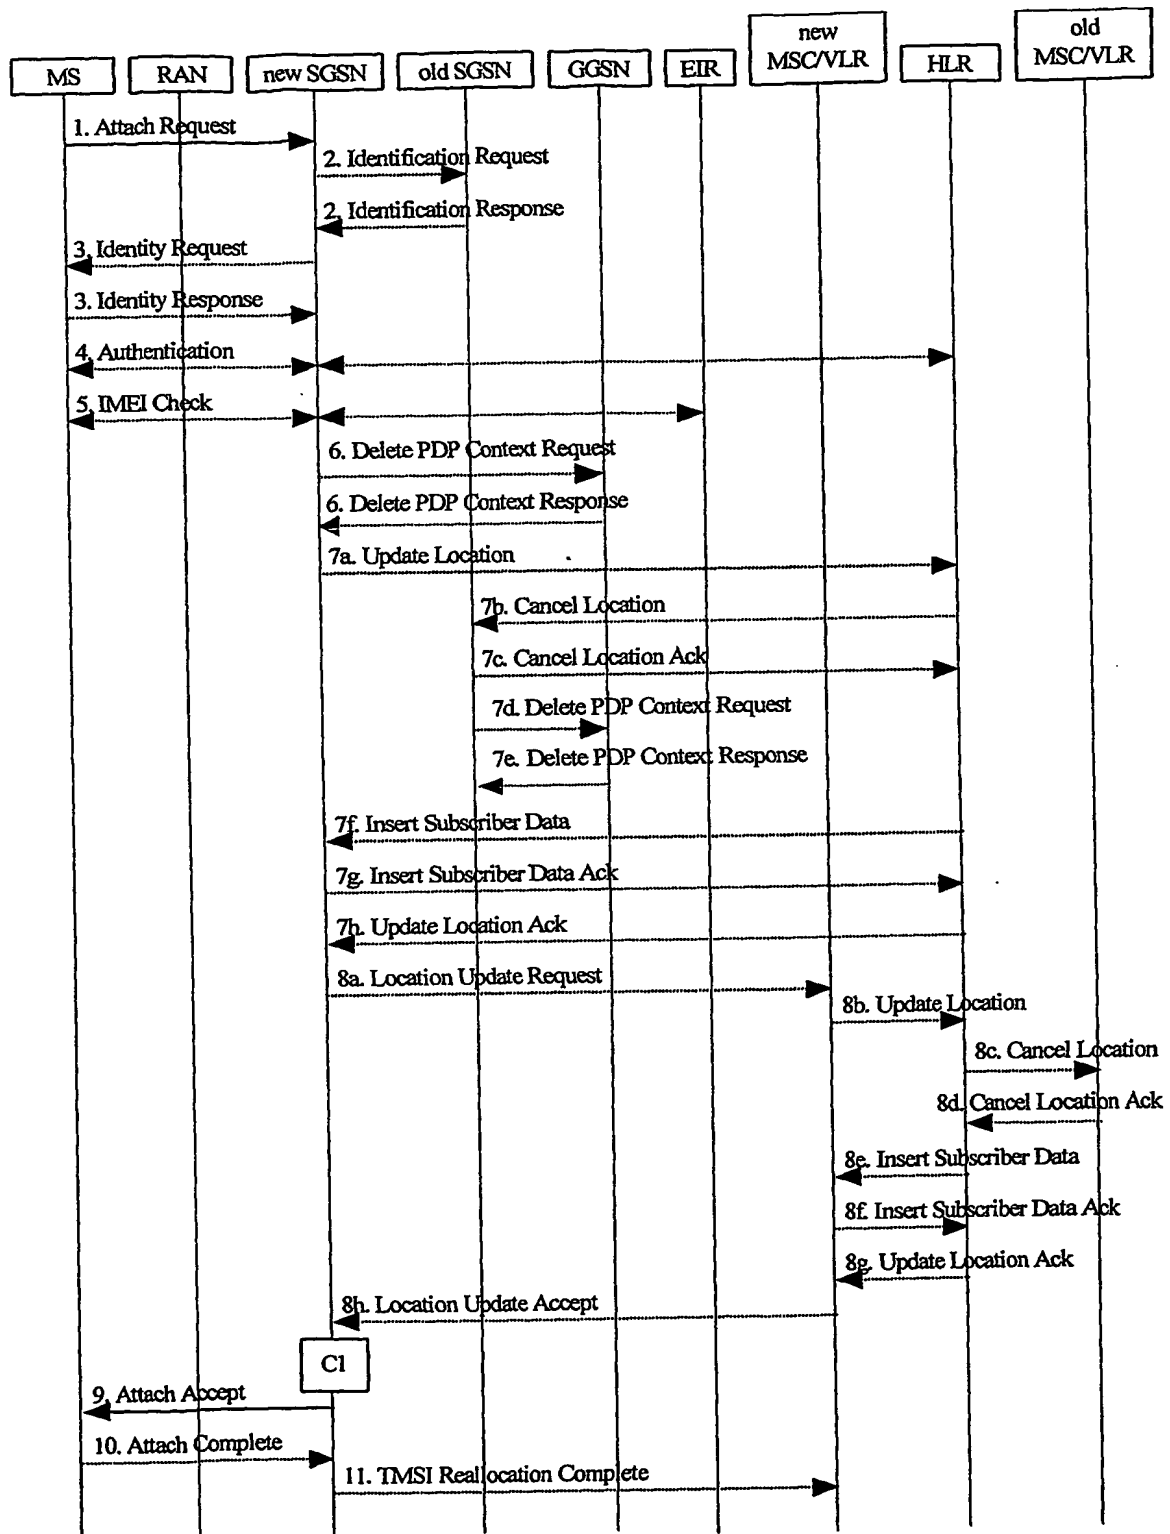 MS
RAN
new SGSN
old SGSN
GGSN
EIR
new
MSC/VLR
HLR
old
MSC/VLR
1. Attach Request
2. Identification Request
2. Identification Response
3. Identity Request
3. Identity Response
4. Authentication
5. IMEI Check
6. Delete PDP Context Request
6. Delete PDP Context Response
7a. Update Location
7b. Cancel Location
7c. Cancel Location Ack
7d. Delete PDP Context Request
7e. Delete PDP Context Response
7f. Insert Subscriber Data
7g. Insert Subscriber Data Ack
7h. Update Location Ack
8a. Location Update Request
8b. Update Location
8c. Cancel Location
8d. Cancel Location Ack
8e. Insert Subscriber Data
8f. Insert Subscriber Data Ack
8g. Update Location Ack
8h. Location Update Accept
C1
9. Attach Accept
10. Attach Complete
11. TMSI Reallocation Complete